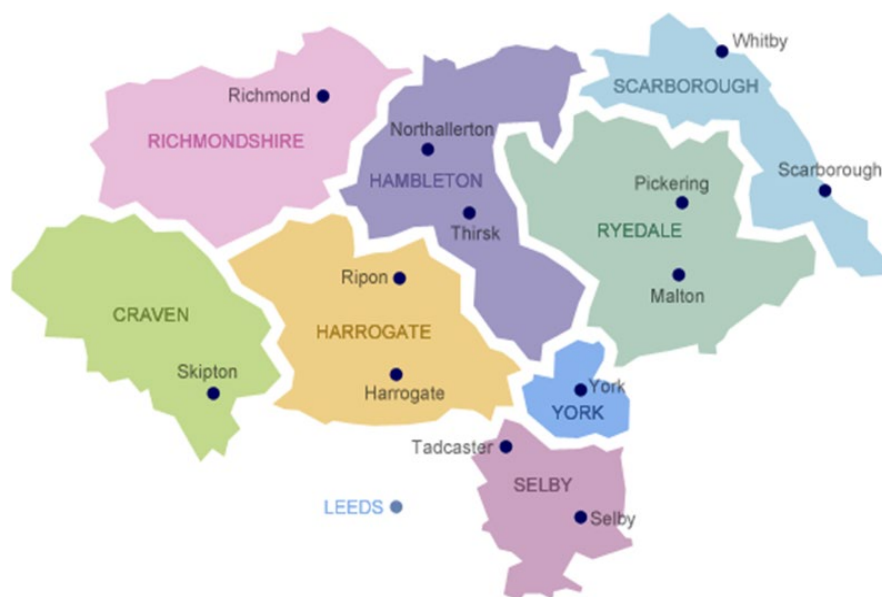 Whitby
SCARBOROUGH
Richmond
Northallerton
RICHMONDSHIRE
Scarborough
HAMBLETON
Pickering
Thirsk
RYEDALE
Ripon
Malton
CRAVEN
HARROGATE
Skipton
Harrogate
York
YORK
Tadcaster
SELBY
LEEDS
Selby